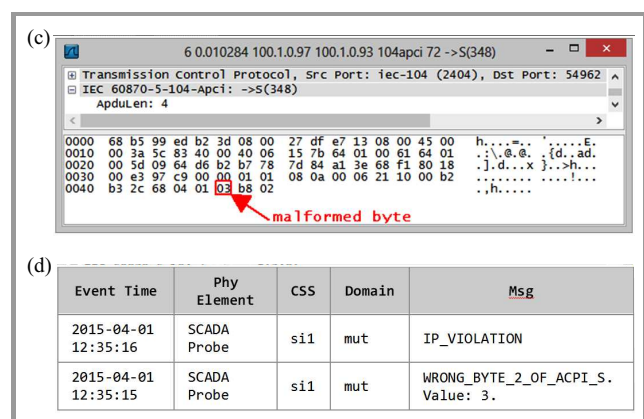 (c)
6 0.010284 100.1.0.97 100.1.0.93 104apci 72 ->S(348)
Transmission Control Protocol, Src Port: iec-104 (2404), Dst Port: 54962
IEC 60870-5-104-Apci: ->S(348)
ApduLen: 4
0000 68 b5 99 ed b2 3d 08 00 27 df e7 13 08 00 45 00 h....=.. '.....E.
0010 00 3a 5c 83 40 00 40 06 15 7b 64 01 00 61 64 01 .:\.@.@. .{d..ad.
0020 00 5d 09 64 d6 b2 b7 78 7d 84 a1 3e 68 f1 80 18 .].d...x }..>h...
0030 00 e3 97 c9 00 00 01 01 08 0a 00 06 21 10 00 b2 ........ ....!...
0040 b3 2c 68 04 01 03 b8 02 .,h.....
malformed byte
(d)
Event Time Phy Element CSS Domain Msg
2015-04-01 12:35:16 SCADA Probe si1 mut IP_VIOLATION
2015-04-01 12:35:15 SCADA Probe si1 mut WRONG_BYTE_2_OF_ACPI_S. Value: 3.